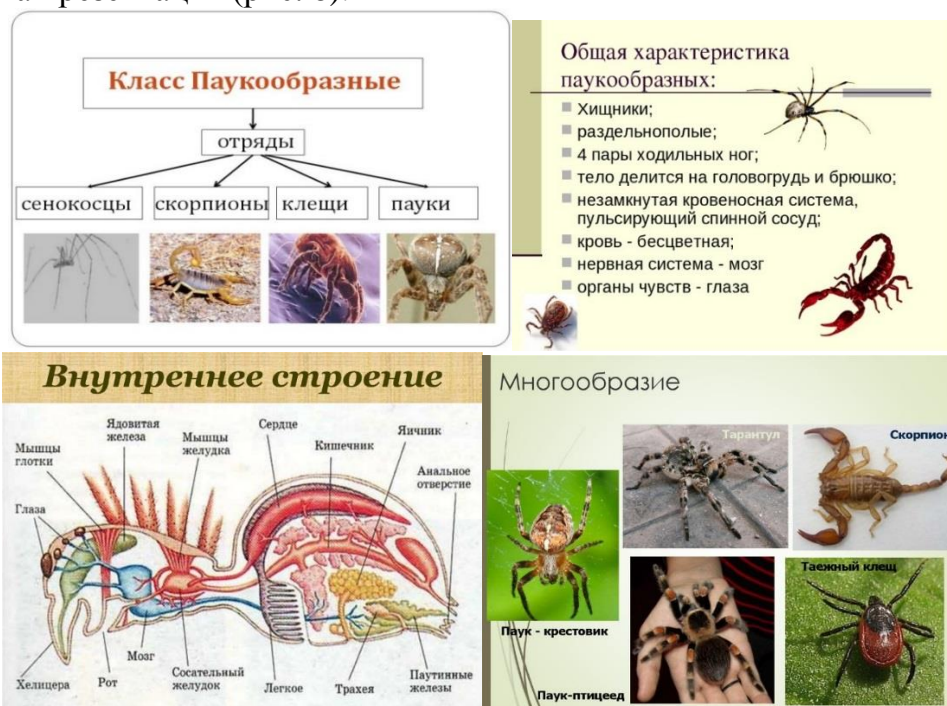 Класс Паукообразные
отряды
сенокосцы скорпионы клещи пауки
Общая характеристика
паукообразных:
Хищники;
раздельнополые;
4 пары ходильных ног;
тело делится на головогрудь и брюшко;
незамкнутая кровеносная система,
пульсирующий спинной сосуд;
кровь - бесцветная;
нервная система - мозг
органы чувств - глаза
Внутреннее строение
Мышцы
глотки
Ядовитая
железа
Мышцы
желудка
Сердце
Кишечник
Яичник
Анальное
отверстие
Глаза
Хелицера
Рот
Мозг
Сосательный
желудок
Легкое
Трахея
Паутинные
железы
Многообразие
Тарантул
Скорпион
Паук - крестовик
Таежный клещ
Паук-птицеед